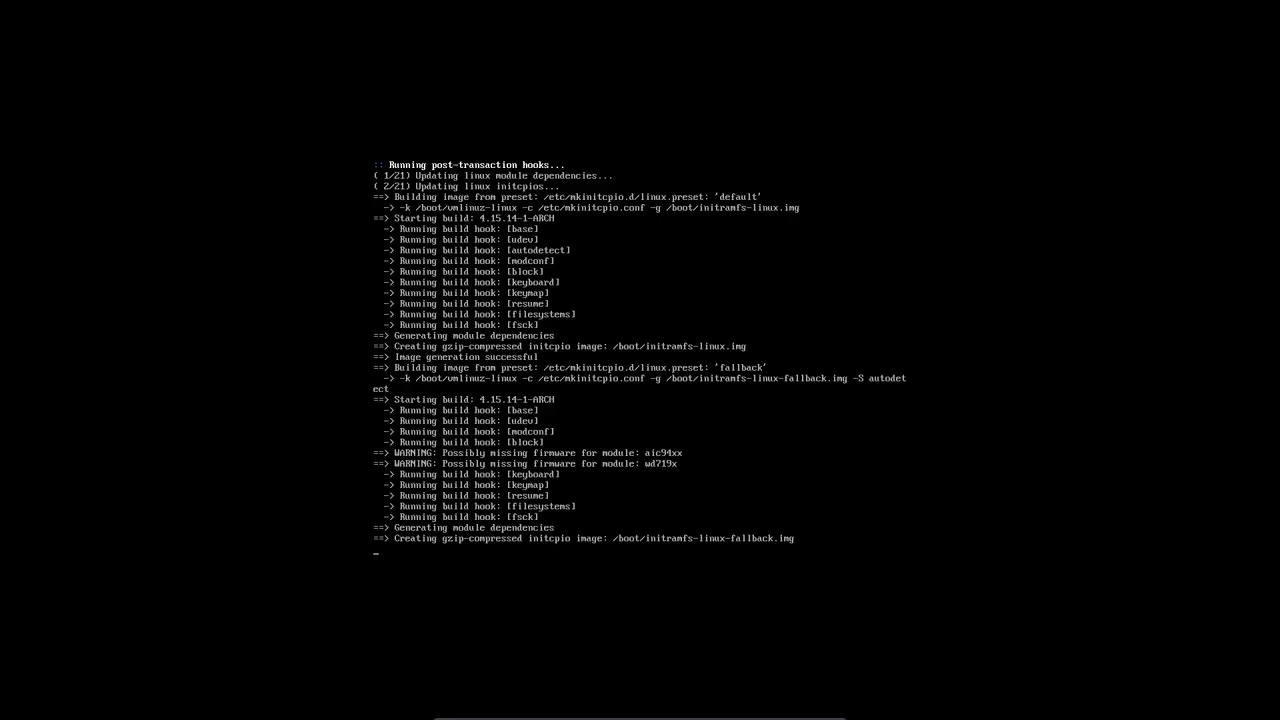 :: Running post-transaction hooks...
( 1/21) Updating linux module dependencies...
( 2/21) Updating linux initcpios...
==> Building image from preset: /etc/mkinitcpio.d/linux.preset: 'default'
  -> -k /boot/vmlinuz-linux -c /etc/mkinitcpio.conf -g /boot/initramfs-linux.img
==> Starting build: 4.15.14-1-ARCH
  -> Running build hook: [base]
  -> Running build hook: [udev]
  -> Running build hook: [autodetect]
  -> Running build hook: [modconf]
  -> Running build hook: [block]
  -> Running build hook: [keyboard]
  -> Running build hook: [keymap]
  -> Running build hook: [resume]
  -> Running build hook: [filesystems]
  -> Running build hook: [fsck]
==> Generating module dependencies
==> Creating gzip-compressed initcpio image: /boot/initramfs-linux.img
==> Image generation successful
==> Building image from preset: /etc/mkinitcpio.d/linux.preset: 'fallback'
  -> -k /boot/vmlinuz-linux -c /etc/mkinitcpio.conf -g /boot/initramfs-linux-fallback.img -S autodet
ect
==> Starting build: 4.15.14-1-ARCH
  -> Running build hook: [base]
  -> Running build hook: [udev]
  -> Running build hook: [modconf]
  -> Running build hook: [block]
==> WARNING: Possibly missing firmware for module: aic94xx
==> WARNING: Possibly missing firmware for module: wd719x
  -> Running build hook: [keyboard]
  -> Running build hook: [keymap]
  -> Running build hook: [resume]
  -> Running build hook: [filesystems]
  -> Running build hook: [fsck]
==> Generating module dependencies
==> Creating gzip-compressed initcpio image: /boot/initramfs-linux-fallback.img
_